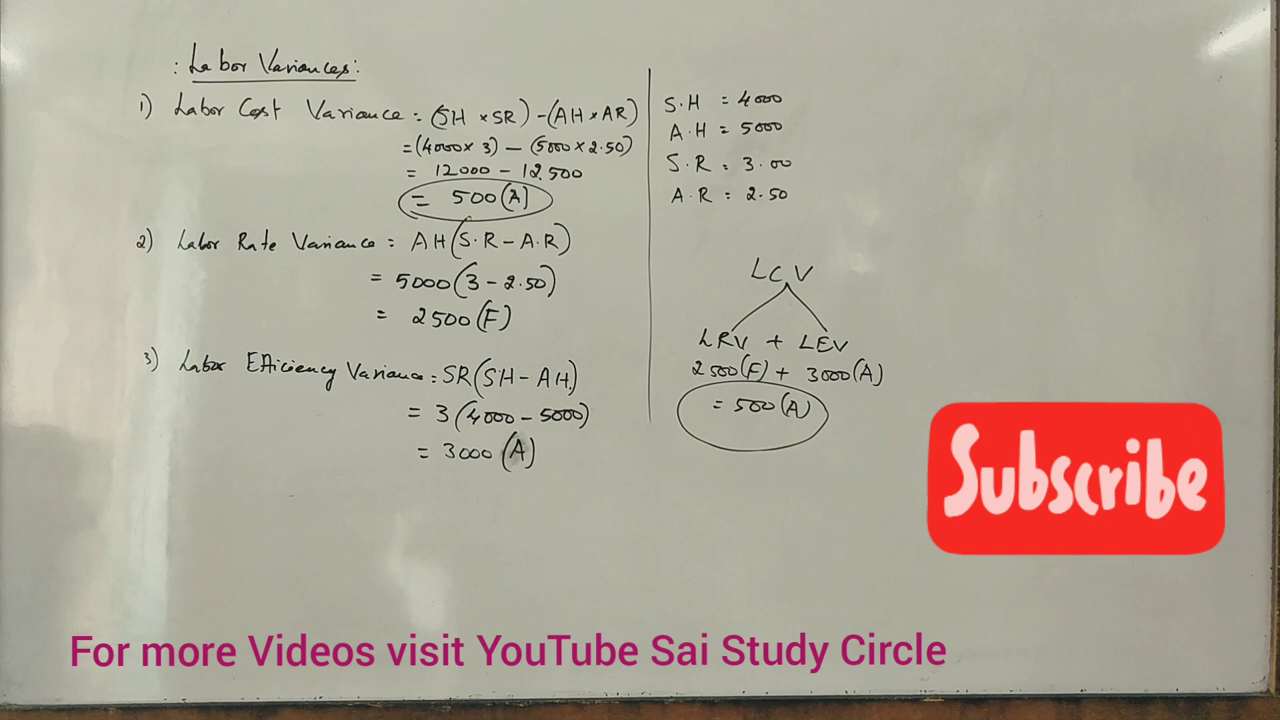 : Labor Variances:
1) Labor Cost Variance = (SH × SR) - (AH × AR)
= (4000 × 3) - (5000 × 2.50)
= 12000 - 12.500
= 500 (A)
2) Labor Rate Variance = AH (S.R - A.R)
= 5000 (3 - 2.50)
= 2500 (F)
3) Labor Efficiency Variance = SR (SH - AH)
= 3 (4000 - 5000)
= 3000 (A)
S.H = 4000
A.H = 5000
S.R = 3.00
A.R = 2.50
LCV
LRV + LEV
2500 (F) + 3000 (A)
= 500 (A)
Subscribe
For more Videos visit YouTube Sai Study Circle